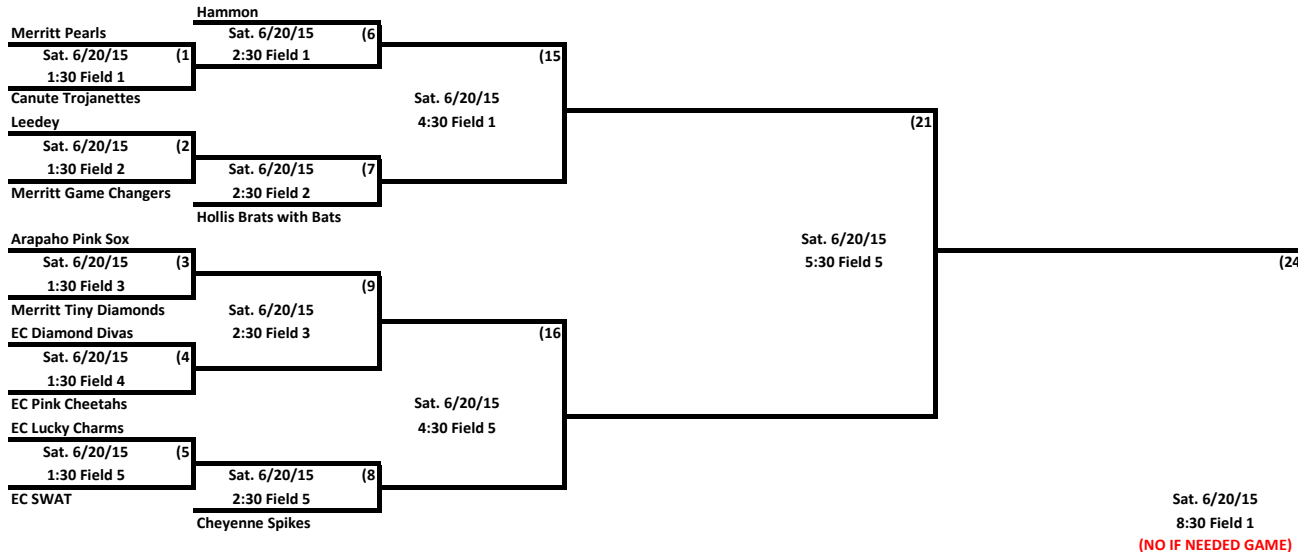 Hammon
Merritt Pearls
Sat. 6/20/15 (6
2:30 Field 1
Sat. 6/20/15 (1
1:30 Field 1
(15
Canute Trojanettes
Sat. 6/20/15
4:30 Field 1
Leedey
(21
Sat. 6/20/15 (2
1:30 Field 2
Sat. 6/20/15 (7
2:30 Field 2
Merritt Game Changers
Hollis Brats with Bats
Arapaho Pink Sox
Sat. 6/20/15
5:30 Field 5
Sat. 6/20/15 (3
1:30 Field 3
(24
(9
Merritt Tiny Diamonds
Sat. 6/20/15
2:30 Field 3
EC Diamond Divas
(16
Sat. 6/20/15 (4
1:30 Field 4
EC Pink Cheetahs
Sat. 6/20/15
4:30 Field 5
EC Lucky Charms
Sat. 6/20/15 (5
1:30 Field 5
Sat. 6/20/15 (8
2:30 Field 5
EC SWAT
Cheyenne Spikes
Sat. 6/20/15
8:30 Field 1
(NO IF NEEDED GAME)